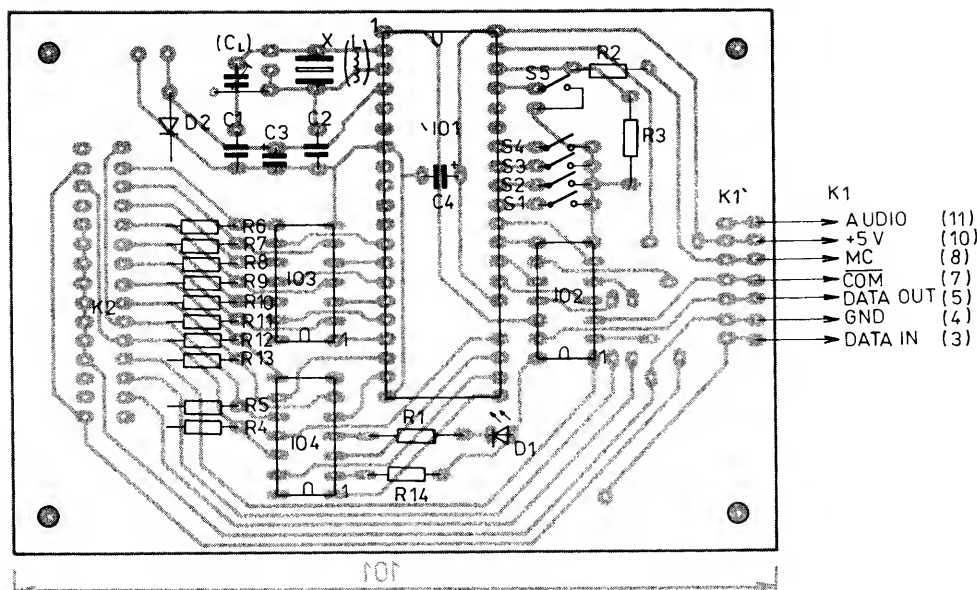 1
(CL)
X
(L)
R2
S5
D2
C1
C3
C2
IO1
R3
S4
S3
S2
S1
C4
K1`
K1
AUDIO (11)
+5 V (10)
MC (8)
COM (7)
DATA OUT (5)
GND (4)
DATA IN (3)
R6
R7
R8
R9
R10
R11
R12
R13
R5
R4
K2
IO3
1
IO2
1
IO4
1
R1
R14
D1
101